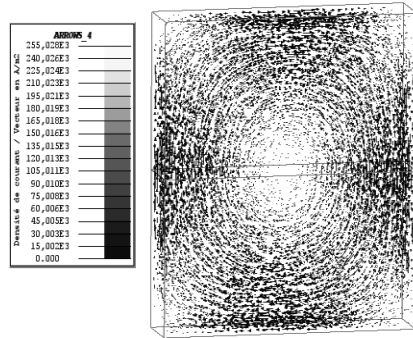 ARROWS_4
Densité de courant / Vecteur en A/m2
255,028E3
240,026E3
225,024E3
210,023E3
195,021E3
180,019E3
165,018E3
150,016E3
135,015E3
120,013E3
105,011E3
90,010E3
75,008E3
60,006E3
45,005E3
30,003E3
15,002E3
0.000